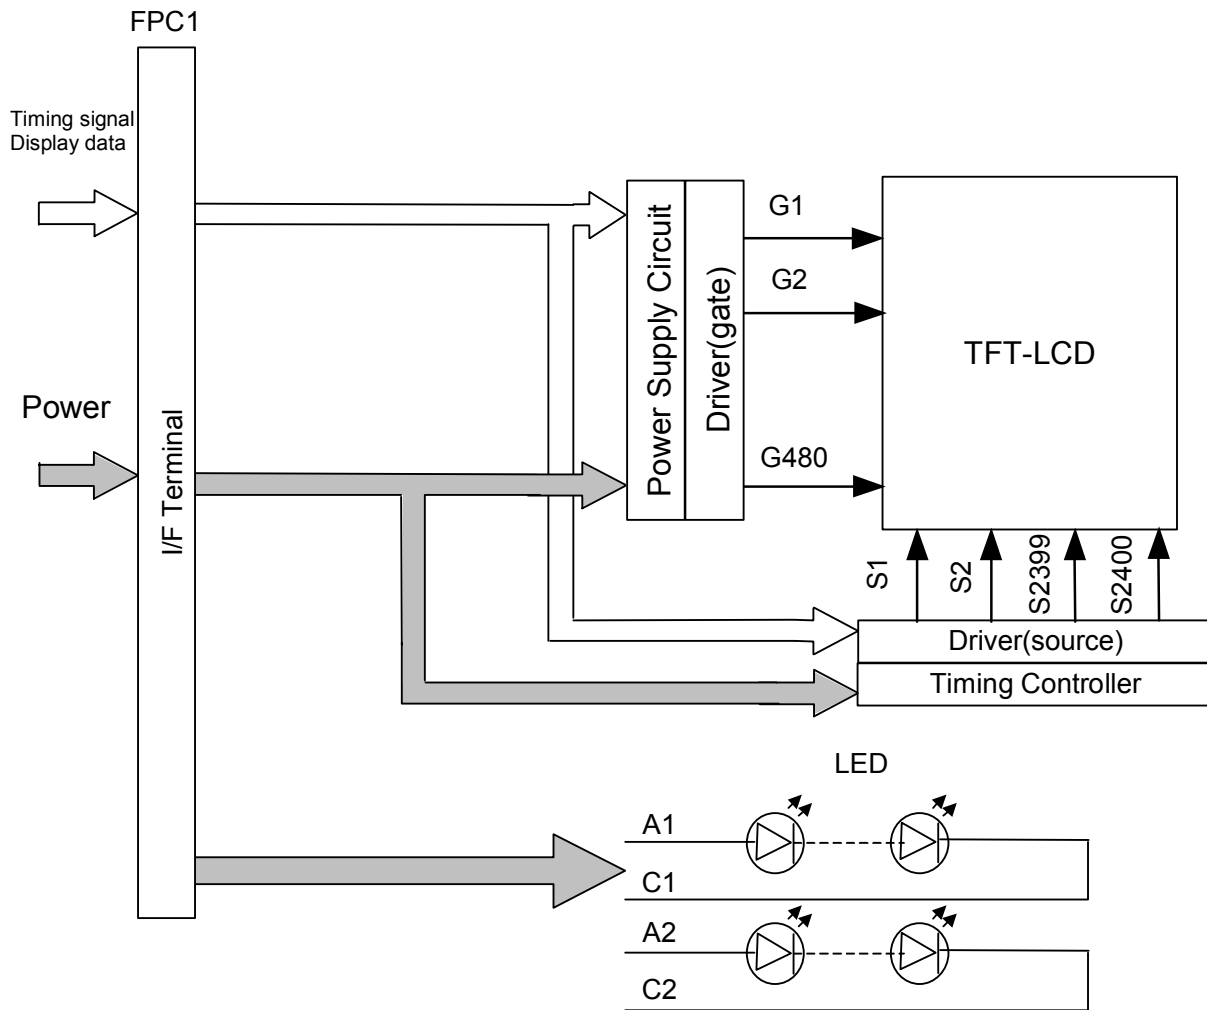 FPC1
Timing signal
Display data
Power
I/F Terminal
Power Supply Circuit
Driver(gate)
G1
G2
G480
TFT-LCD
S1
S2
S2399
S2400
Driver(source)
Timing Controller
LED
A1
C1
A2
C2